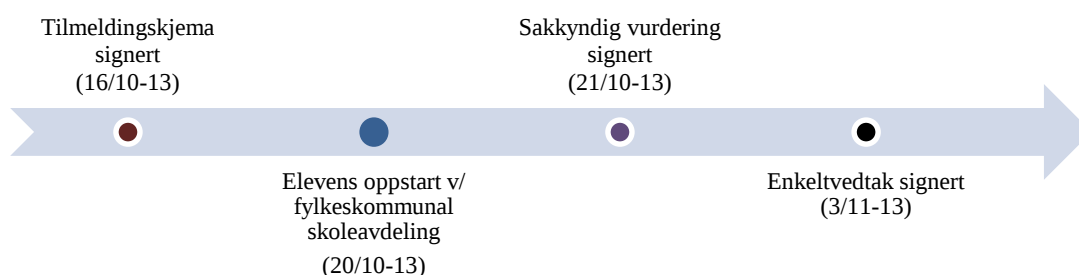 Tilmeldingskjema
signert
(16/10-13)
Elevens oppstart v/
fylkeskommunal
skoleavdeling
(20/10-13)
Sakkyndig vurdering
signert
(21/10-13)
Enkeltvedtak signert
(3/11-13)